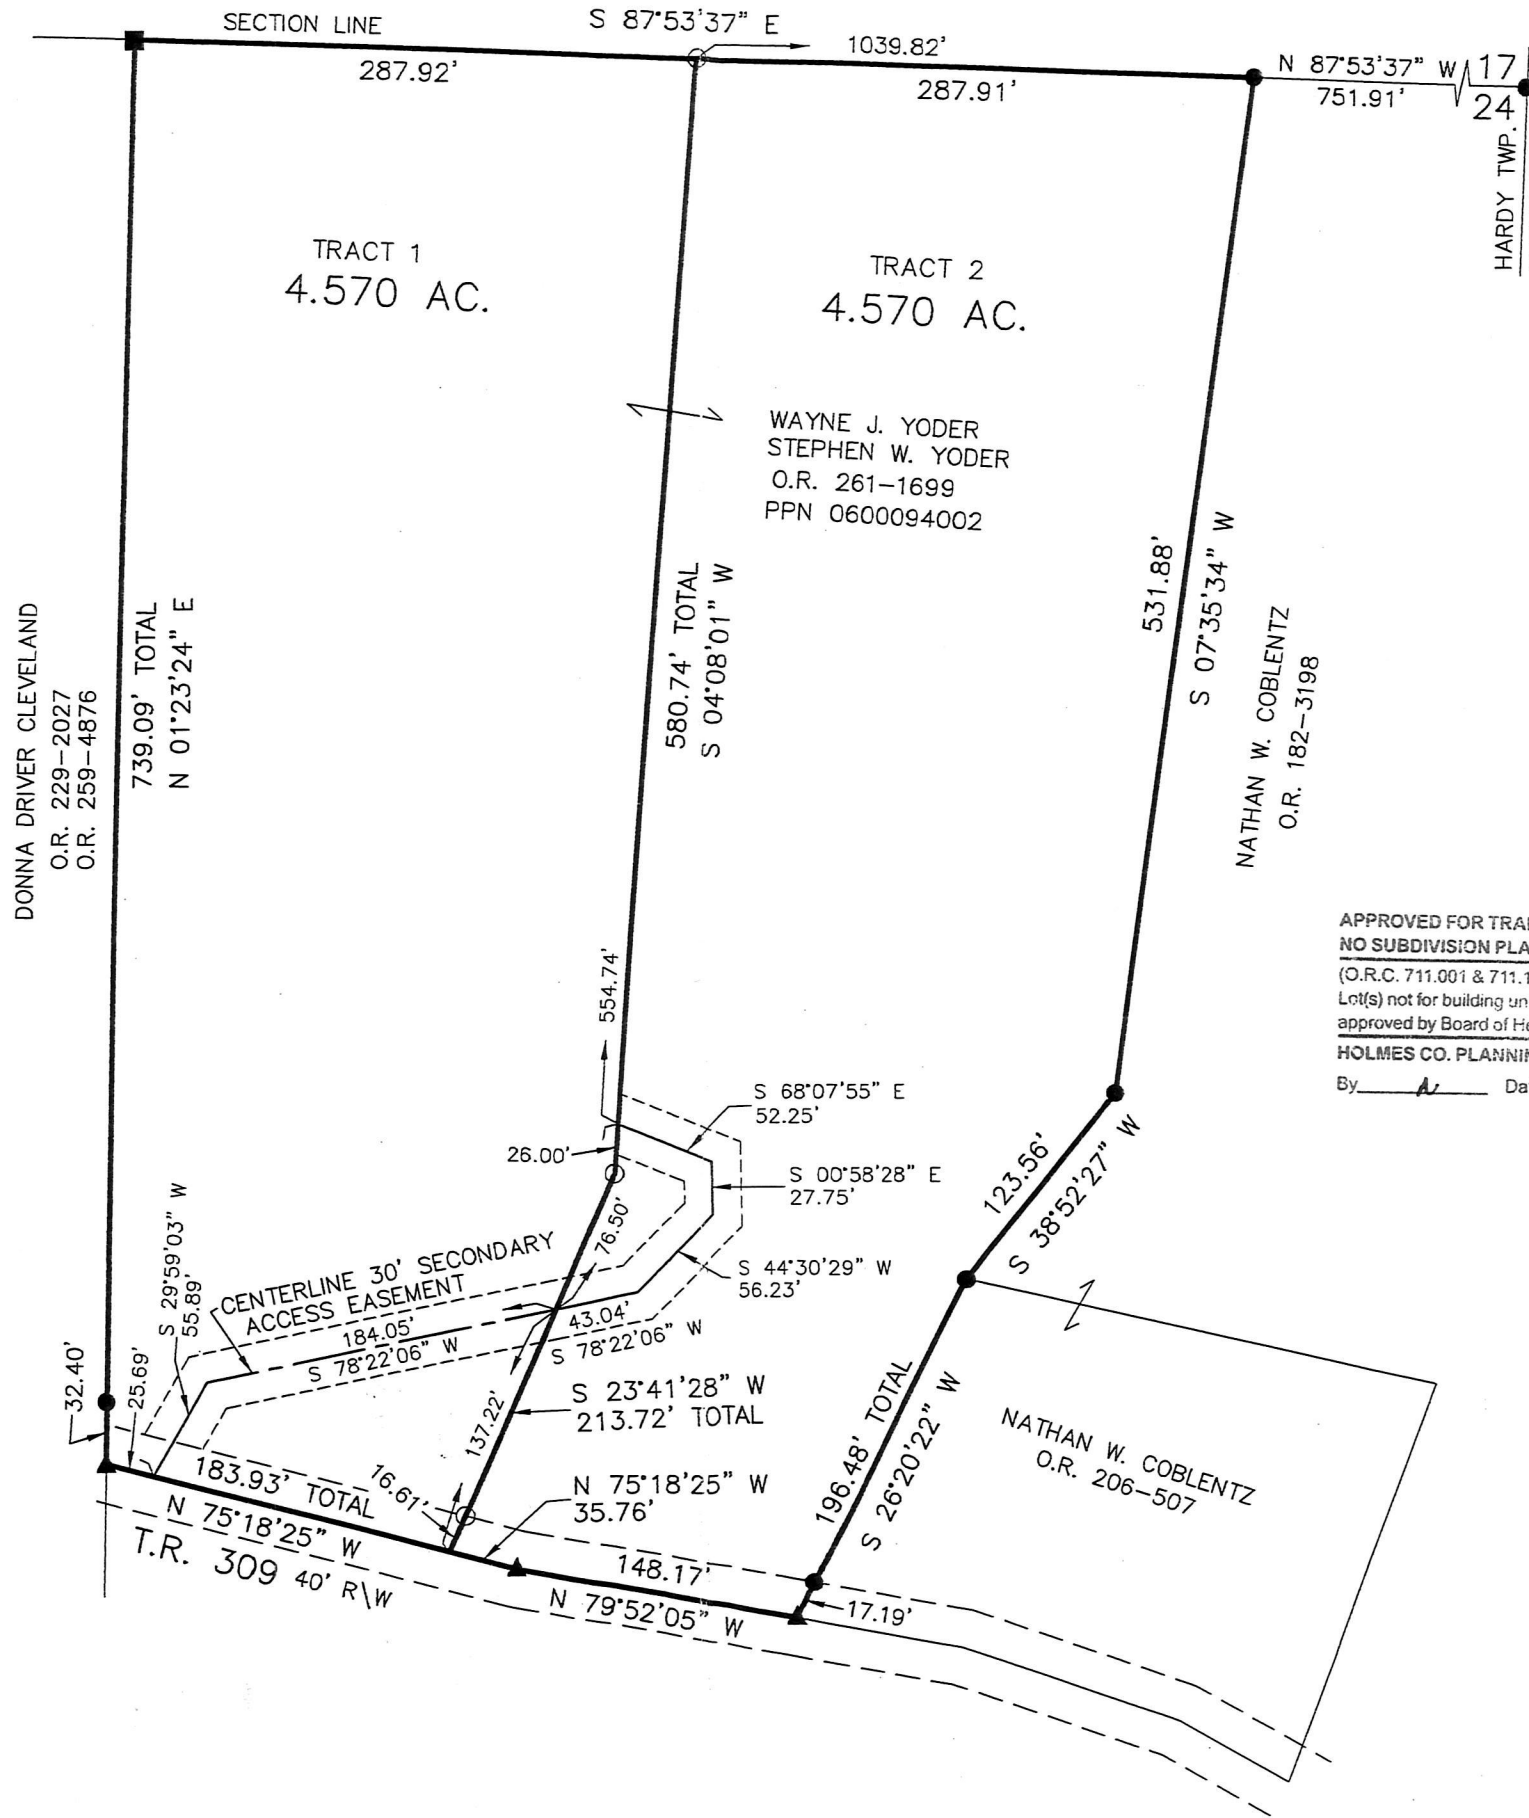 SECTION LINE
S 87°53'37" E
1039.82'
287.92'
287.91'
N 87°53'37" W
751.91'
17
24
HARDY TWP.
TRACT 1
4.570 AC.
TRACT 2
4.570 AC.
WAYNE J. YODER
STEPHEN W. YODER
O.R. 261-1699
PPN 0600094002
DONNA DRIVER CLEVELAND
O.R. 229-2027
O.R. 259-4876
739.09' TOTAL
N 01°23'24" E
580.74' TOTAL
S 04°08'01" W
531.88'
S 07°35'34" W
NATHAN W. COBLENTZ
O.R. 182-3198
APPROVED FOR TRA
NO SUBDIVISION PLA
(O.R.C. 711.001 & 711.1
Lot(s) not for building un
approved by Board of He
HOLMES CO. PLANNIN
By Da
554.74'
26.00'
S 68°07'55" E
52.25'
S 00°58'28" E
27.75'
76.50'
S 44°30'29" W
56.23'
123.56'
S 38°52'27" W
S 29°59'03" W
55.89'
CENTERLINE 30' SECONDARY
ACCESS EASEMENT
184.05'
S 78°22'06" W
43.04'
S 78°22'06" W
32.40'
25.69'
137.22'
S 23°41'28" W
213.72' TOTAL
16.61'
N 75°18'25" W
35.76'
183.93' TOTAL
N 75°18'25" W
T.R. 309 40' R\W
148.17'
N 79°52'05" W
17.19'
196.48' TOTAL
S 26°20'22" W
NATHAN W. COBLENTZ
O.R. 206-507